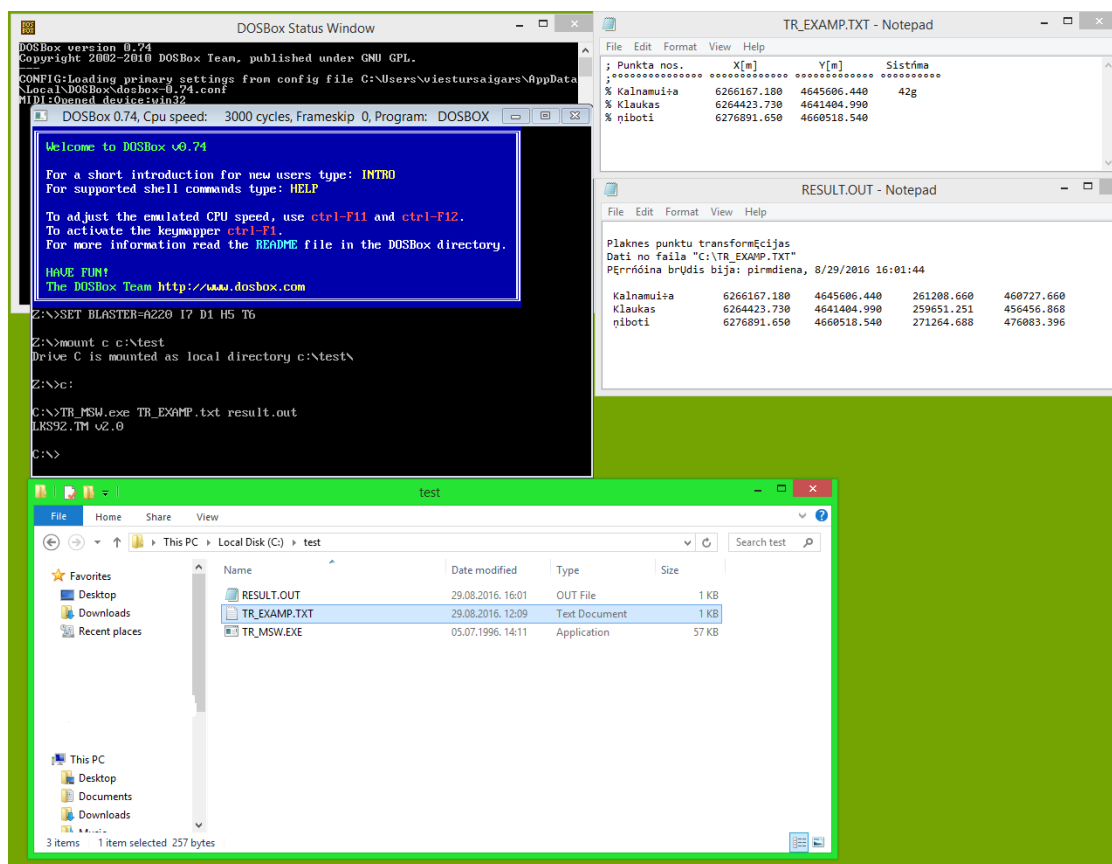 DOSBox Status Window
DOSBox version 0.74
Copyright 2002-2010 DOSBox Team, published under GNU GPL.
---
CONFIG:Loading primary settings from config file C:\Users\viestursaigars\AppData
\Local\DOSBox\dosbox-0.74.conf
MIDI:Opened device:win32
DOSBox 0.74, Cpu speed: 3000 cycles, Frameskip 0, Program: DOSBOX
Welcome to DOSBox v0.74
For a short introduction for new users type: INTRO
For supported shell commands type: HELP
To adjust the emulated CPU speed, use ctrl-F11 and ctrl-F12.
To activate the keymapper ctrl-F1.
For more information read the README file in the DOSBox directory.
HAVE FUN!
The DOSBox Team http://www.dosbox.com
Z:\>SET BLASTER=A220 I7 D1 H5 T6
Z:\>mount c c:\test
Drive C is mounted as local directory c:\test\
Z:\>c:
C:\>TR_MSW.exe TR_EXAMP.txt result.out
LKS92.TM v2.0
C:\>
TR_EXAMP.TXT - Notepad
File Edit Format View Help
; Punkta nos. X[m] Y[m] Sistńma
;°°°°°°°°°°°°°°° °°°°°°°°°°°°° °°°°°°°°°°°°° °°°°°°°°°°
% Kalnamui÷a 6266167.180 4645606.440 42g
% Klaukas 6264423.730 4641404.990
% ņiboti 6276891.650 4660518.540
RESULT.OUT - Notepad
File Edit Format View Help
Plaknes punktu transformĘcijas
Dati no faila "C:\TR_EXAMP.TXT"
PĘrrńóina brŲdis bija: pirmdiena, 8/29/2016 16:01:44
Kalnamui÷a 6266167.180 4645606.440 261208.660 460727.660
Klaukas 6264423.730 4641404.990 259651.251 456456.868
ņiboti 6276891.650 4660518.540 271264.688 476083.396
test
File Home Share View
This PC Local Disk (C:) test
Search test
Favorites
Desktop
Downloads
Recent places
This PC
Desktop
Documents
Downloads
Name Date modified Type Size
RESULT.OUT 29.08.2016. 16:01 OUT File 1 KB
TR_EXAMP.TXT 29.08.2016. 12:09 Text Document 1 KB
TR_MSW.EXE 05.07.1996. 14:11 Application 57 KB
3 items 1 item selected 257 bytes